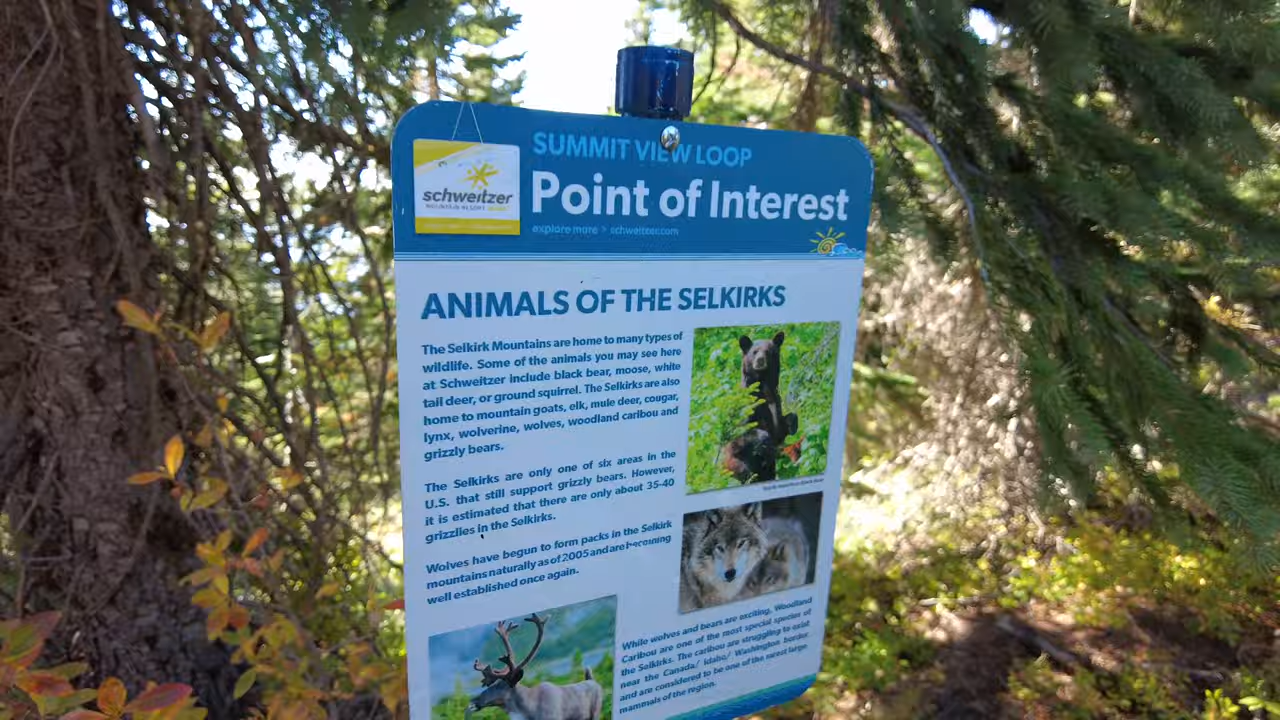 SUMMIT VIEW LOOP
schweitzer
Point of Interest
explore more > schweitzer.com
ANIMALS OF THE SELKIRKS
The Selkirk Mountains are home to many types of
wildlife. Some of the animals you may see here
at Schweitzer include black bear, moose, white
tail deer, or ground squirrel. The Selkirks are also
home to mountain goats, elk, mule deer, cougar,
lynx, wolverine, wolves, woodland caribou and
grizzly bears.
The Selkirks are only one of six areas in the
U.S. that still support grizzly bears. However,
it is estimated that there are only about 35-40
grizzlies in the Selkirks.
Wolves have begun to form packs in the Selkirk
mountains naturally as of 2005 and are becoming
well established once again.
While wolves and bears are exciting, Woodland
Caribou are one of the most special species of
the Selkirks. The caribou are struggling to exist
near the Canada/ Idaho/ Washington border
and are considered to be one of the rarest large
mammals of the region.